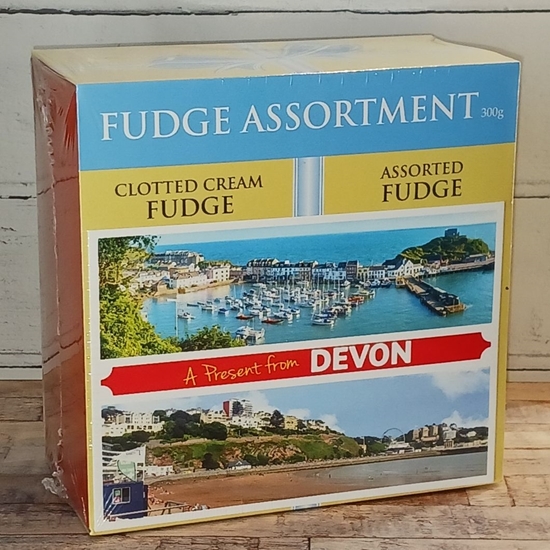 FUDGE ASSORTMENT 300g
CLOTTED CREAM
FUDGE
ASSORTED
FUDGE
A Present from DEVON